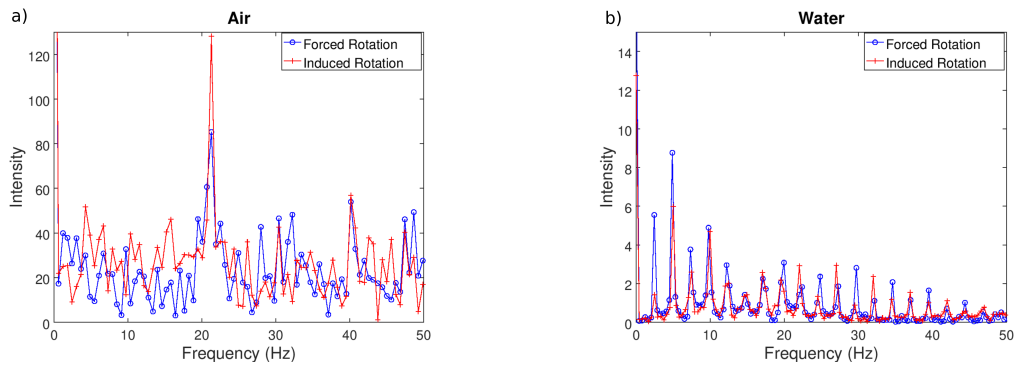 a)
Air
Forced Rotation
Induced Rotation
120
100
80
60
40
20
0
Intensity
0 10 20 30 40 50
Frequency (Hz)
b)
Water
Forced Rotation
Induced Rotation
14
12
10
8
6
4
2
0
Intensity
0 10 20 30 40 50
Frequency (Hz)